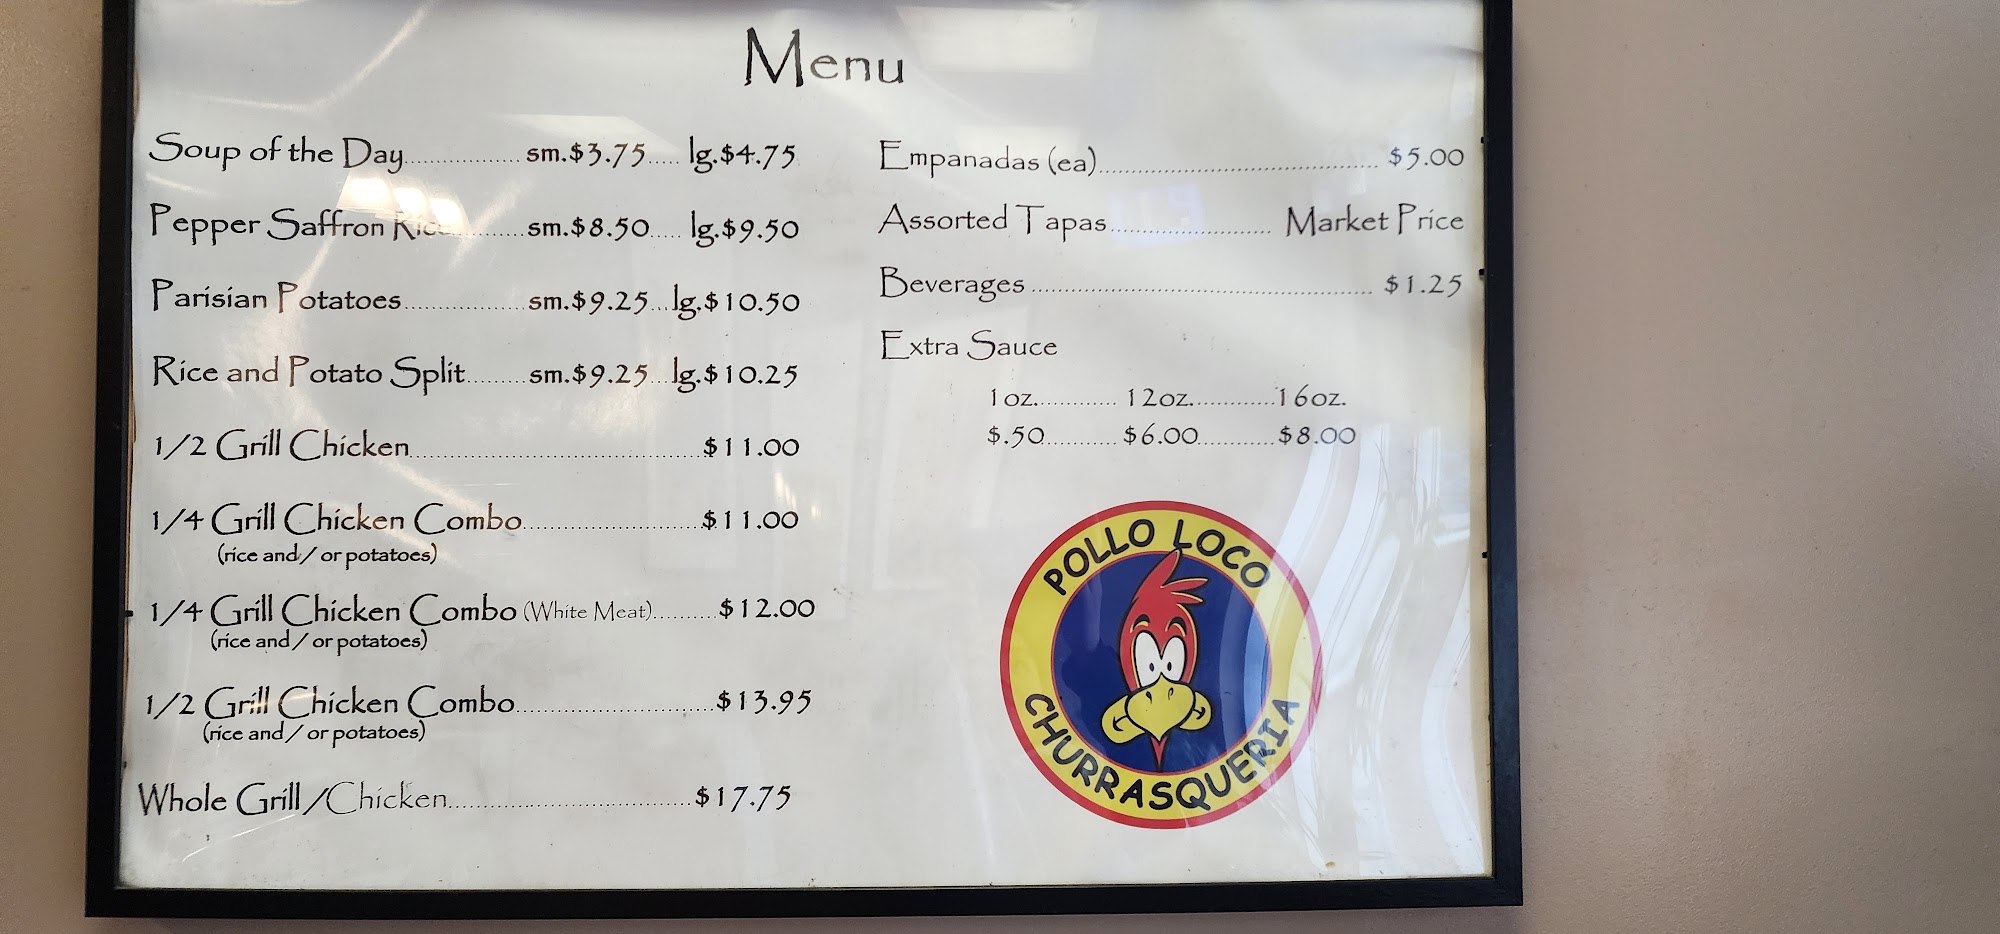 Menu
Soup of the Day.................. sm.$3.75..... lg.$4.75
Pepper Saffron Rice.........sm.$8.50..... lg.$9.50
Parisian Potatoes...................sm.$9.25...lg.$10.50
Rice and Potato Split.........sm.$9.25...lg.$10.25
1/2 Grill Chicken..............................................$11.00
1/4 Grill Chicken Combo...........................$11.00
(rice and / or potatoes)
1/4 Grill Chicken Combo (White Meat)..........$12.00
(rice and / or potatoes)
1/2 Grill Chicken Combo...............................$13.95
(rice and / or potatoes)
Whole Grill /Chicken.......................................$17.75
Empanadas (ea)............................................. $5.00
Assorted Tapas.......................... Market Price
Beverages ...................................................... $1.25
Extra Sauce
1oz............. 12oz.............16oz.
$.50........... $6.00............$8.00
POLLO LOCO
CHURRASQUERIA